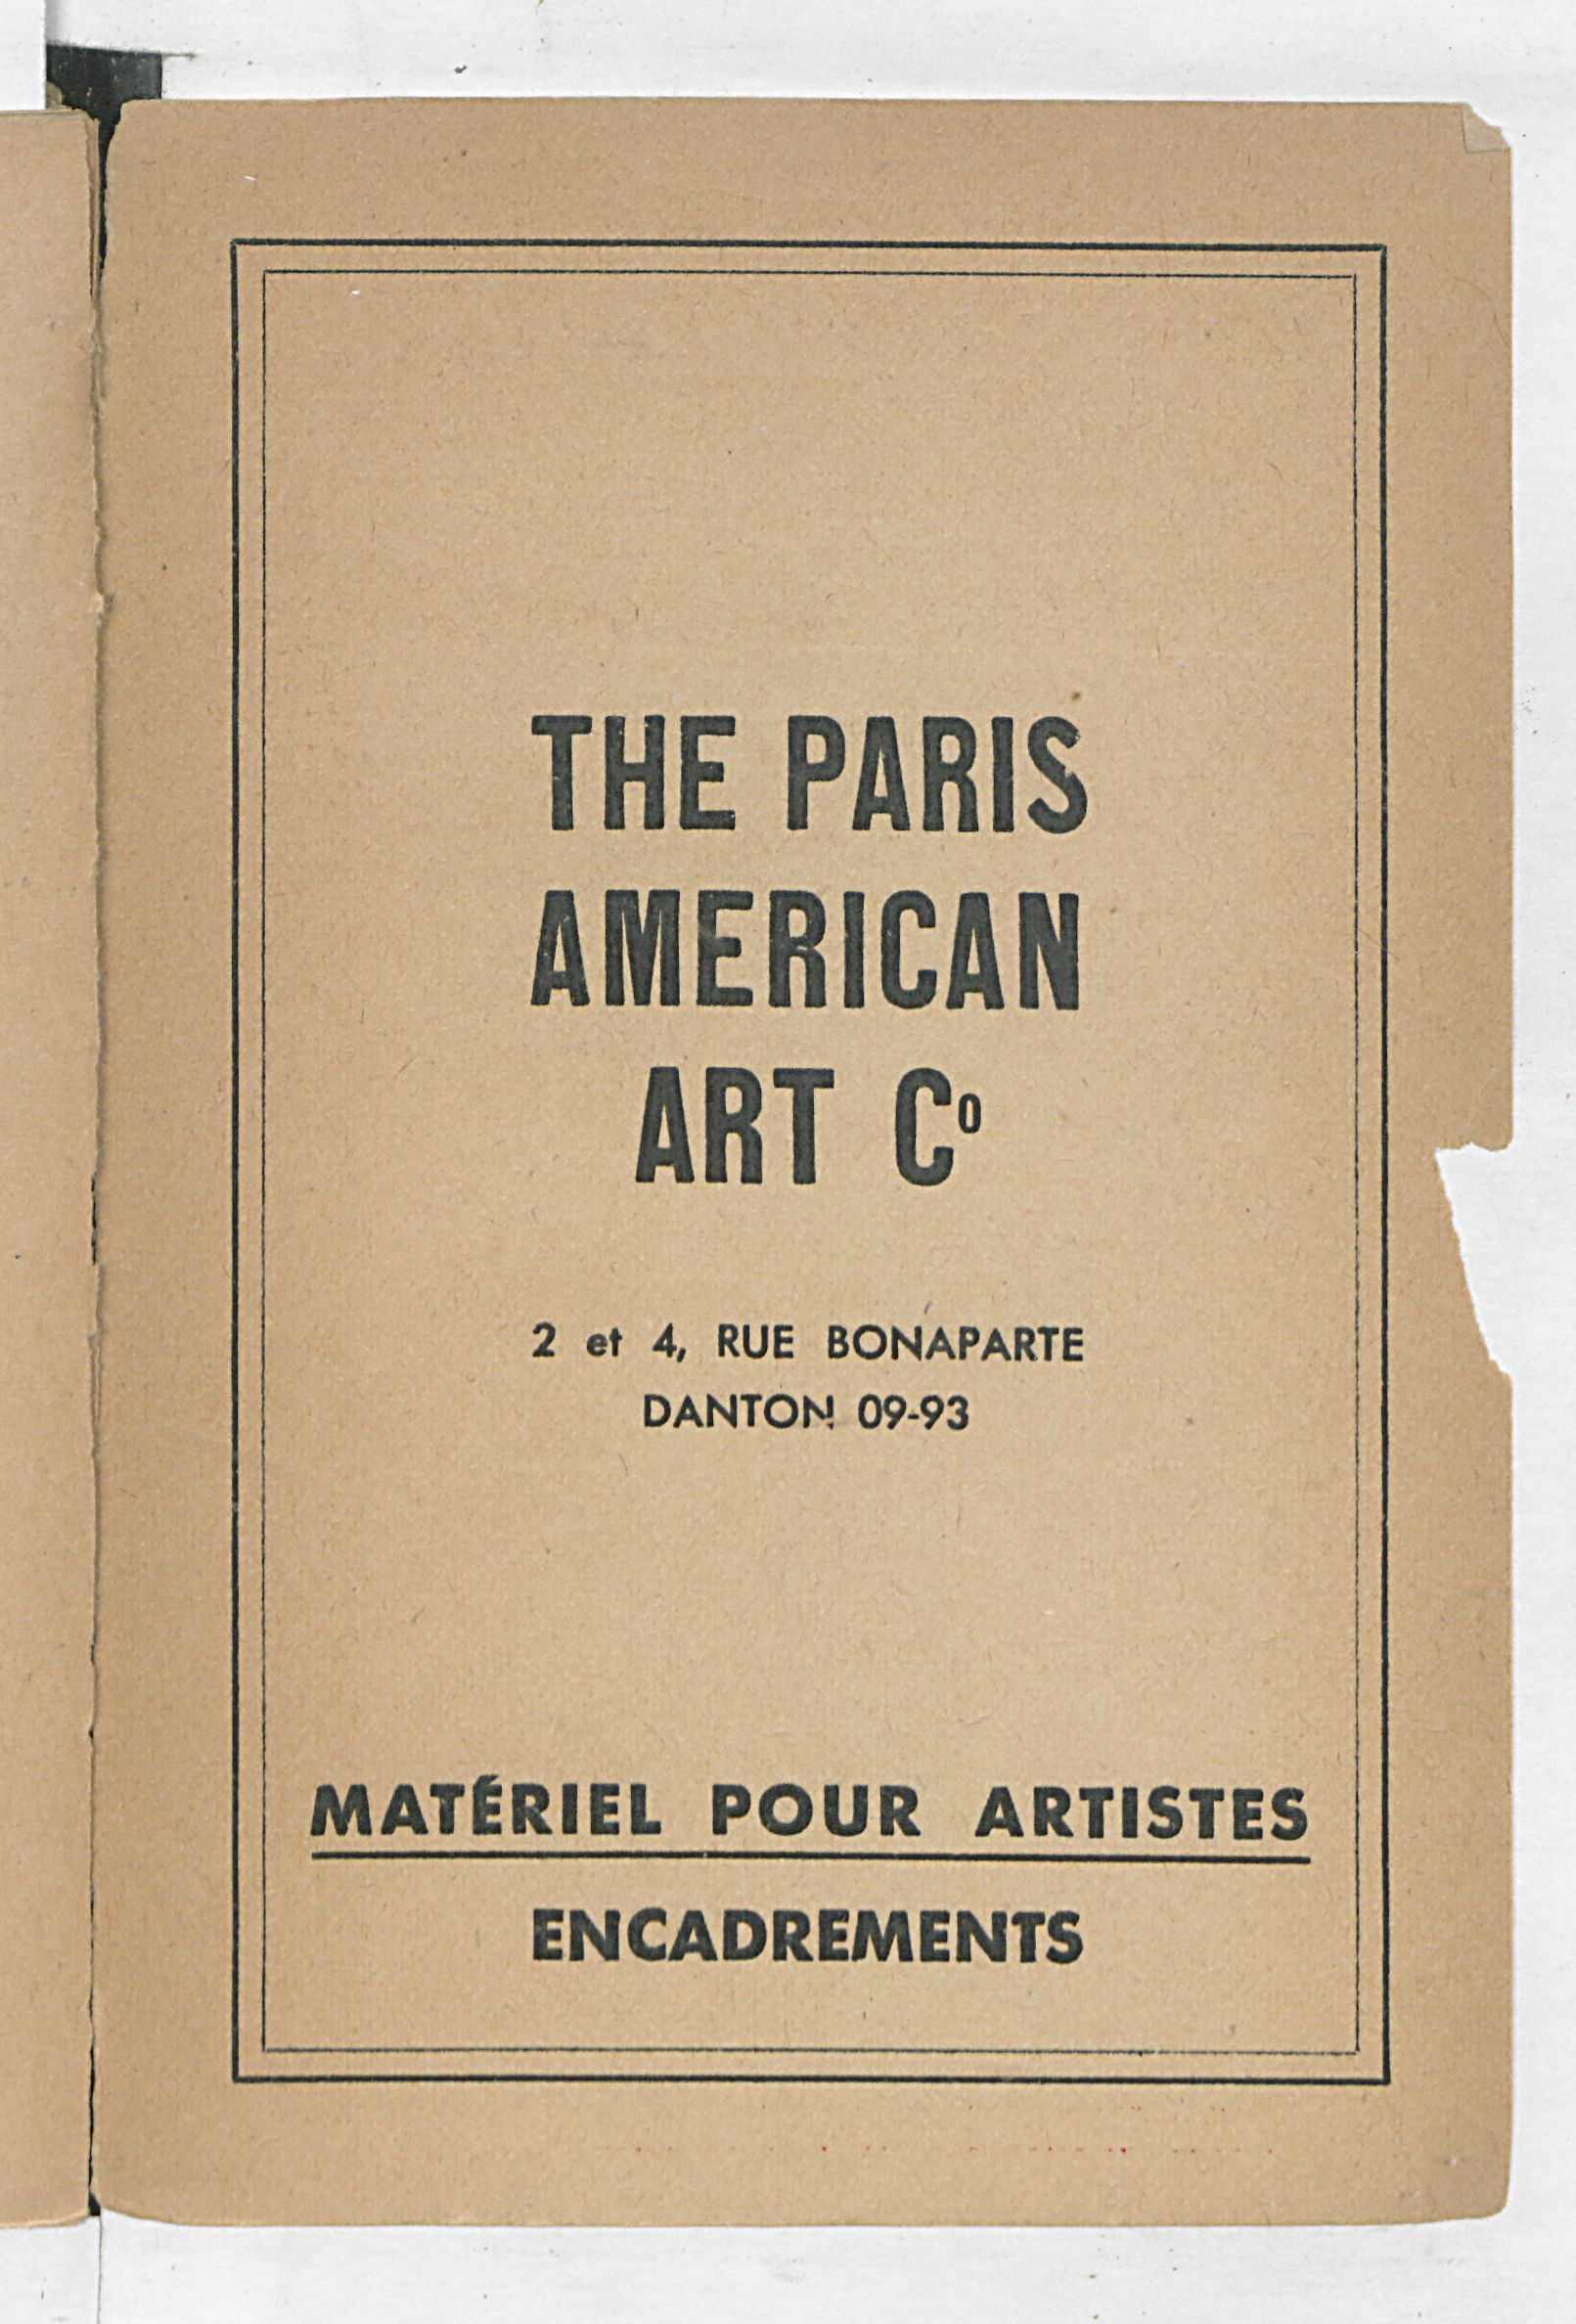 THE PARIS
AMERICAN
ART Cº
2 et 4, RUE BONAPARTE
DANTON 09-93
MATÉRIEL POUR ARTISTES
ENCADREMENTS